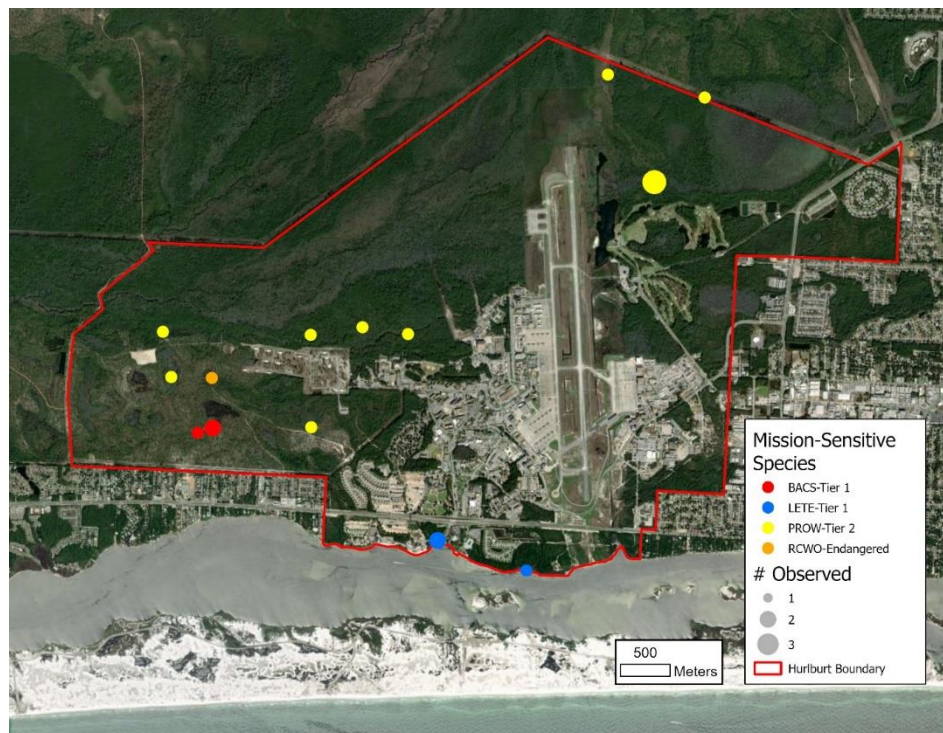 500
Meters
Mission-Sensitive
Species
BACS-Tier 1
LETE-Tier 1
PROW-Tier 2
RCWO-Endangered
# Observed
1
2
3
Hurlburt Boundary